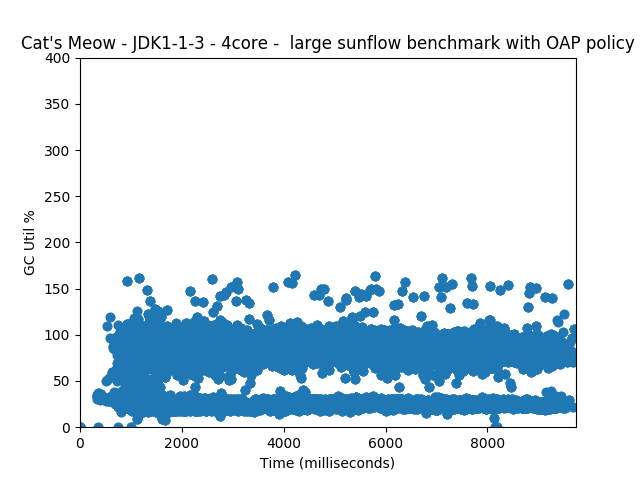 Cat's Meow - JDK1-1-3 - 4core -  large sunflow benchmark with OAP policy
400
350
300
250
200
150
100
50
0
GC Util %
0 2000 4000 6000 8000
Time (milliseconds)